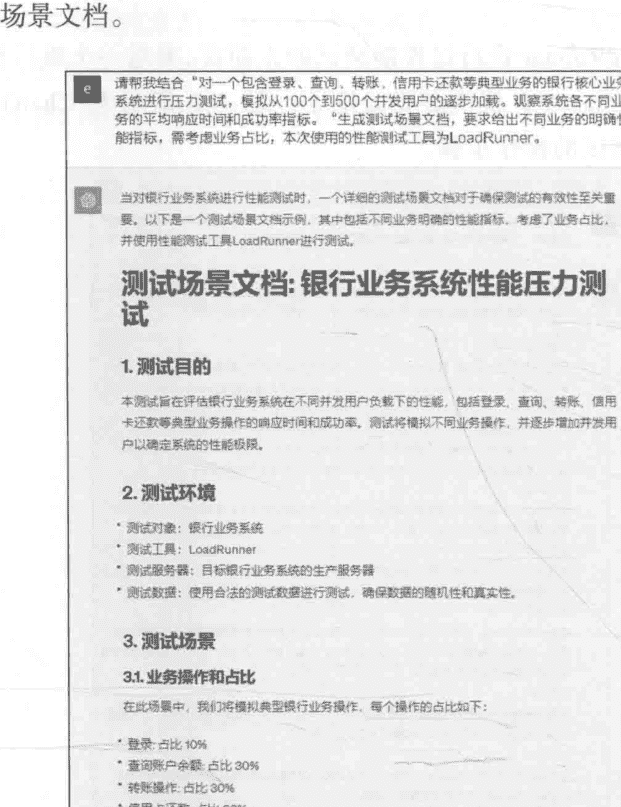 场景文档。
e
请帮我结合“对一个包含登录、查询、转账、信用卡还款等典型业务的银行核心业务
系统进行压力测试，模拟从100个到500个并发用户的逐步加载。观察系统各不同业
务的平均响应时间和成功率指标。“生成测试场景文档，要求给出不同业务的明确性
能指标，需考虑业务占比，本次使用的性能测试工具为LoadRunner。
当对银行业务系统进行性能测试时，一个详细的测试场景文档对于确保测试的有效性至关重
要。以下是一个测试场景文档示例，其中包括不同业务明确的性能指标，考虑了业务占比，
并使用性能测试工具LoadRunner进行测试。
测试场景文档: 银行业务系统性能压力测
试
1. 测试目的
本测试旨在评估银行业务系统在不同并发用户负载下的性能，包括登录、查询、转账、信用
卡还款等典型业务操作的响应时间和成功率。测试将模拟不同业务操作，并逐步增加并发用
户以确定系统的性能极限。
2. 测试环境
• 测试对象：银行业务系统
• 测试工具：LoadRunner
• 测试服务器：目标银行业务系统的生产服务器
• 测试数据：使用合法的测试数据进行测试，确保数据的随机性和真实性。
3. 测试场景
3.1. 业务操作和占比
在此场景中，我们将模拟典型银行业务操作，每个操作的占比如下：
• 登录: 占比 10%
• 查询账户余额: 占比 30%
• 转账操作: 占比 30%